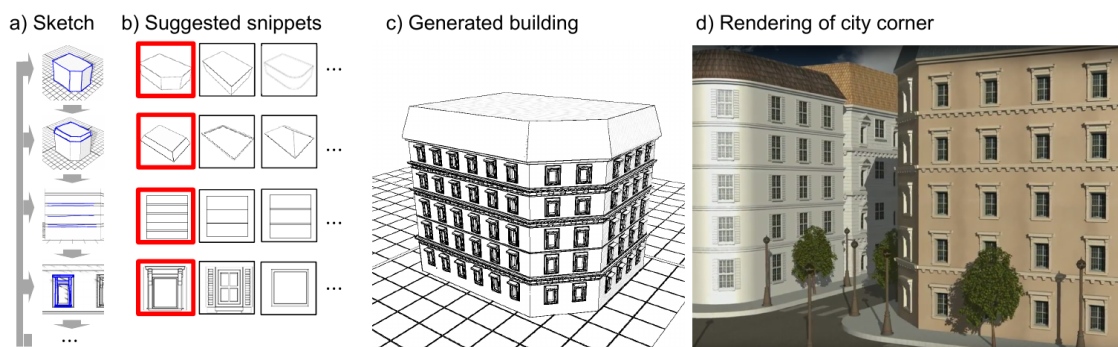 a) Sketch
b) Suggested snippets
c) Generated building
d) Rendering of city corner
...
...
...
...
...